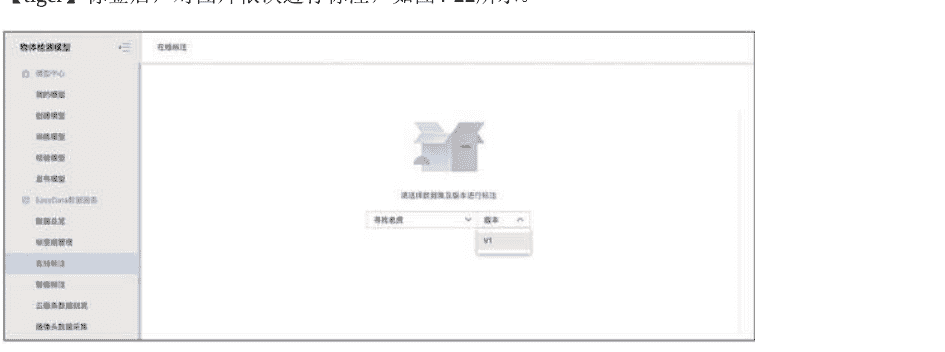 物体检测模型
在线标注
模型中心
我的模型
创建模型
训练模型
校验模型
发布模型
EasyData数据服务
数据总览
标签组管理
在线标注
智能标注
云服务数据回流
摄像头数据采集
请选择数据集及版本进行标注
寻找老虎
版本
V1